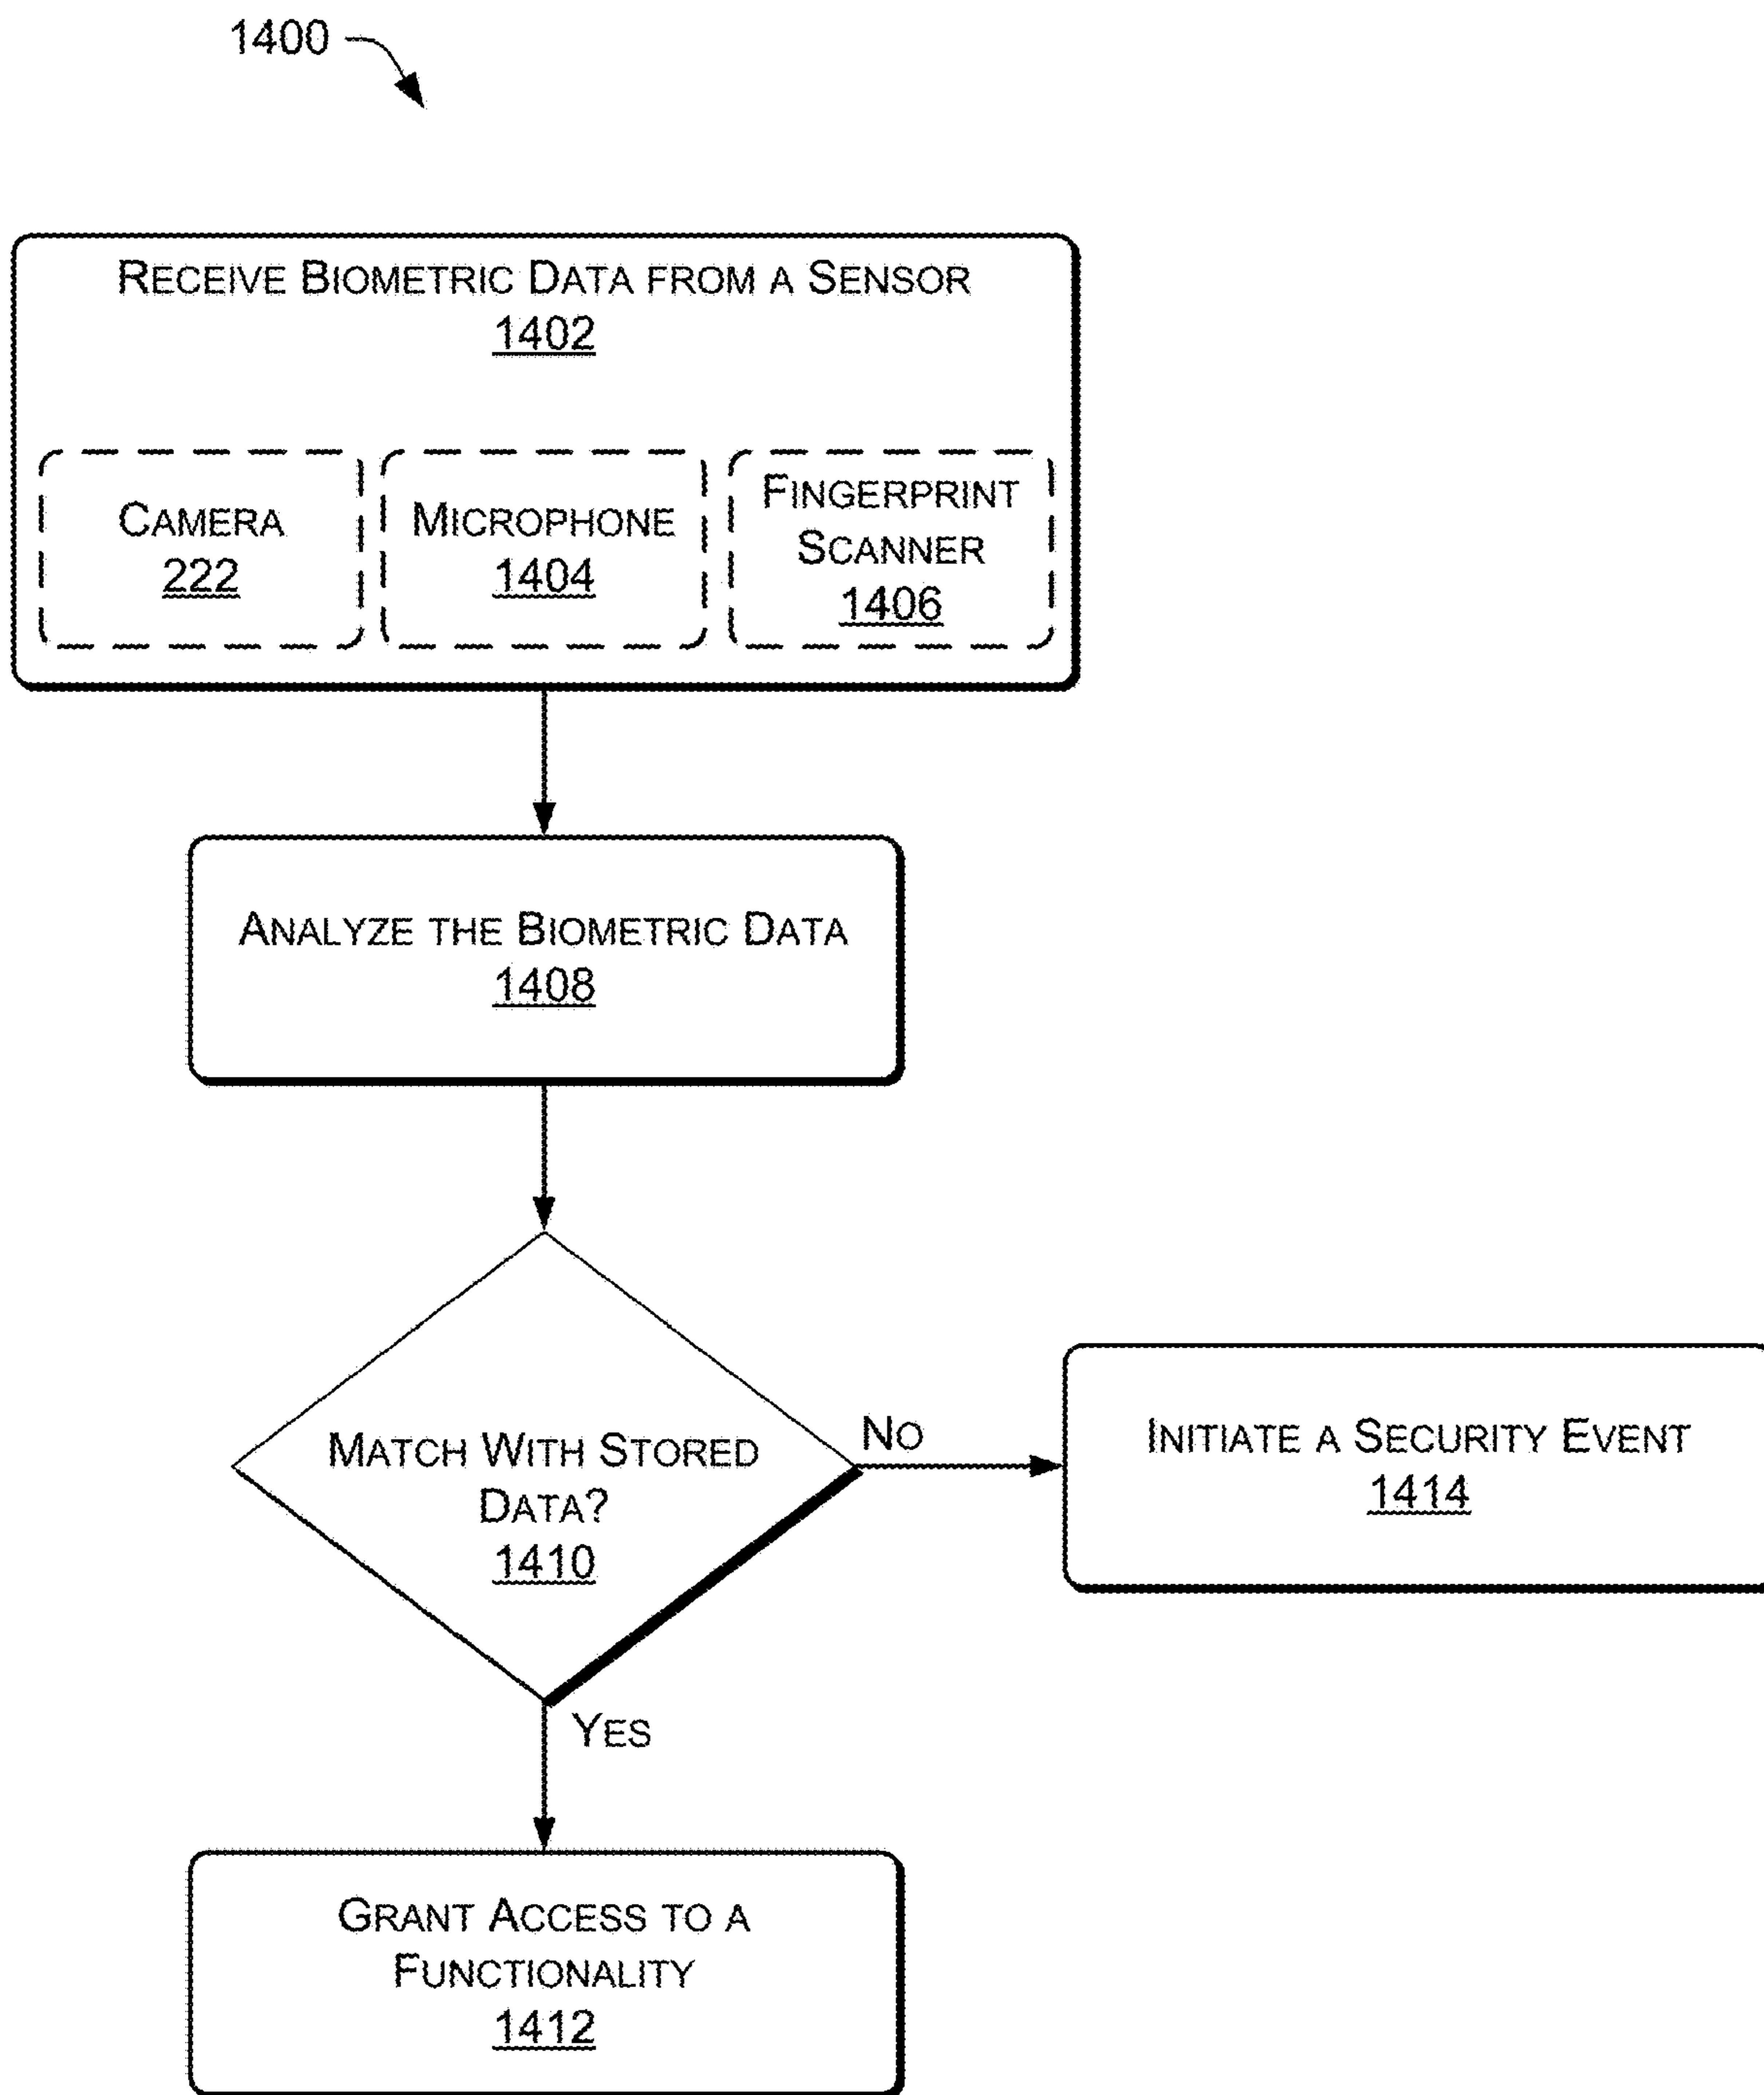 1400
RECEIVE BIOMETRIC DATA FROM A SENSOR
1402
CAMERA
222
MICROPHONE
1404
FINGERPRINT
SCANNER
1406
ANALYZE THE BIOMETRIC DATA
1408
MATCH WITH STORED
DATA?
1410
NO
INITIATE A SECURITY EVENT
1414
YES
GRANT ACCESS TO A
FUNCTIONALITY
1412